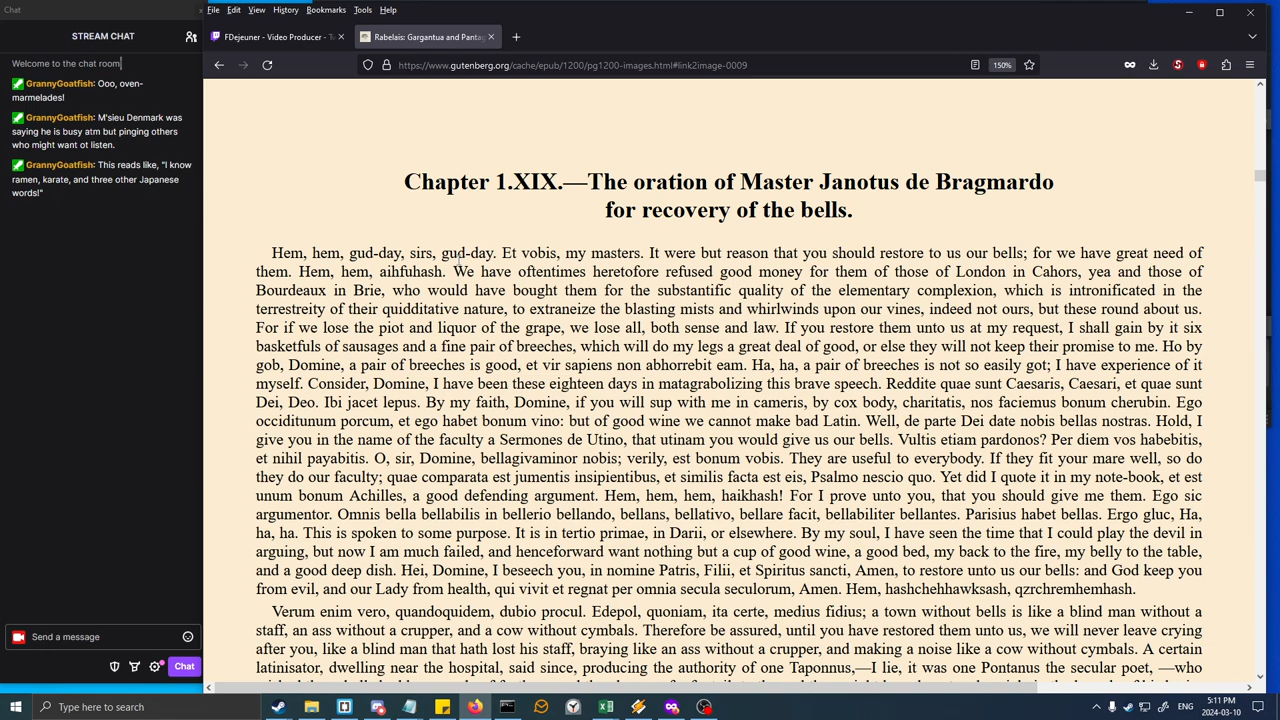 Chat
STREAM CHAT
Welcome to the chat room
GrannyGoatfish: Ooo, oven-
marmelades!
GrannyGoatfish: M'sieu Denmark was
saying he is busy atm but pinging others
who might want ot listen.
GrannyGoatfish: This reads like, "I know
ramen, karate, and three other Japanese
words!"
Send a message
Chat
File Edit View History Bookmarks Tools Help
FDejeuner - Video Producer - T
Rabelais: Gargantua and Pantag
https://www.gutenberg.org/cache/epub/1200/pg1200-images.html#link2image-0009
150%
Chapter 1.XIX.—The oration of Master Janotus de Bragmardo
for recovery of the bells.
Hem, hem, gud-day, sirs, gud-day. Et vobis, my masters. It were but reason that you should restore to us our bells; for we have great need of
them. Hem, hem, aihfuhash. We have oftentimes heretofore refused good money for them of those of London in Cahors, yea and those of
Bourdeaux in Brie, who would have bought them for the substantific quality of the elementary complexion, which is intronificated in the
terrestreity of their quidditative nature, to extraneize the blasting mists and whirlwinds upon our vines, indeed not ours, but these round about us.
For if we lose the piot and liquor of the grape, we lose all, both sense and law. If you restore them unto us at my request, I shall gain by it six
basketfuls of sausages and a fine pair of breeches, which will do my legs a great deal of good, or else they will not keep their promise to me. Ho by
gob, Domine, a pair of breeches is good, et vir sapiens non abhorrebit eam. Ha, ha, a pair of breeches is not so easily got; I have experience of it
myself. Consider, Domine, I have been these eighteen days in matagrabolizing this brave speech. Reddite quae sunt Caesaris, Caesari, et quae sunt
Dei, Deo. Ibi jacet lepus. By my faith, Domine, if you will sup with me in cameris, by cox body, charitatis, nos faciemus bonum cherubin. Ego
occiditunum porcum, et ego habet bonum vino: but of good wine we cannot make bad Latin. Well, de parte Dei date nobis bellas nostras. Hold, I
give you in the name of the faculty a Sermones de Utino, that utinam you would give us our bells. Vultis etiam pardonos? Per diem vos habebitis,
et nihil payabitis. O, sir, Domine, bellagivaminor nobis; verily, est bonum vobis. They are useful to everybody. If they fit your mare well, so do
they do our faculty; quae comparata est jumentis insipientibus, et similis facta est eis, Psalmo nescio quo. Yet did I quote it in my note-book, et est
unum bonum Achilles, a good defending argument. Hem, hem, hem, haikhash! For I prove unto you, that you should give me them. Ego sic
argumentor. Omnis bella bellabilis in bellerio bellando, bellans, bellativo, bellare facit, bellabiliter bellantes. Parisius habet bellas. Ergo gluc, Ha,
ha, ha. This is spoken to some purpose. It is in tertio primae, in Darii, or elsewhere. By my soul, I have seen the time that I could play the devil in
arguing, but now I am much failed, and henceforward want nothing but a cup of good wine, a good bed, my back to the fire, my belly to the table,
and a good deep dish. Hei, Domine, I beseech you, in nomine Patris, Filii, et Spiritus sancti, Amen, to restore unto us our bells: and God keep you
from evil, and our Lady from health, qui vivit et regnat per omnia secula seculorum, Amen. Hem, hashchehhawksash, qzrchremhemhash.
Verum enim vero, quandoquidem, dubio procul. Edepol, quoniam, ita certe, medius fidius; a town without bells is like a blind man without a
staff, an ass without a crupper, and a cow without cymbals. Therefore be assured, until you have restored them unto us, we will never leave crying
after you, like a blind man that hath lost his staff, braying like an ass without a crupper, and making a noise like a cow without cymbals. A certain
latinisator, dwelling near the hospital, said since, producing the authority of one Taponnus,—I lie, it was one Pontanus the secular poet, —who
Type here to search
ENG
5:11 PM
2024-03-10